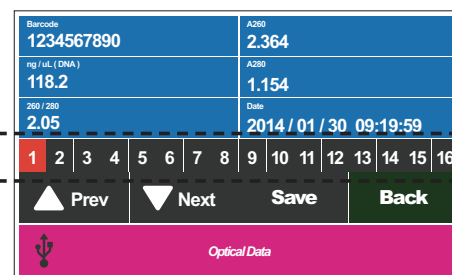 Barcode
1234567890
A260
2.364
ng / uL ( DNA )
118.2
A280
1.154
260 / 280
2.05
Date
2014 / 01 / 30 09:19:59
1 2 3 4 5 6 7 8 9 10 11 12 13 14 15 16
Prev Next Save Back
Optical Data